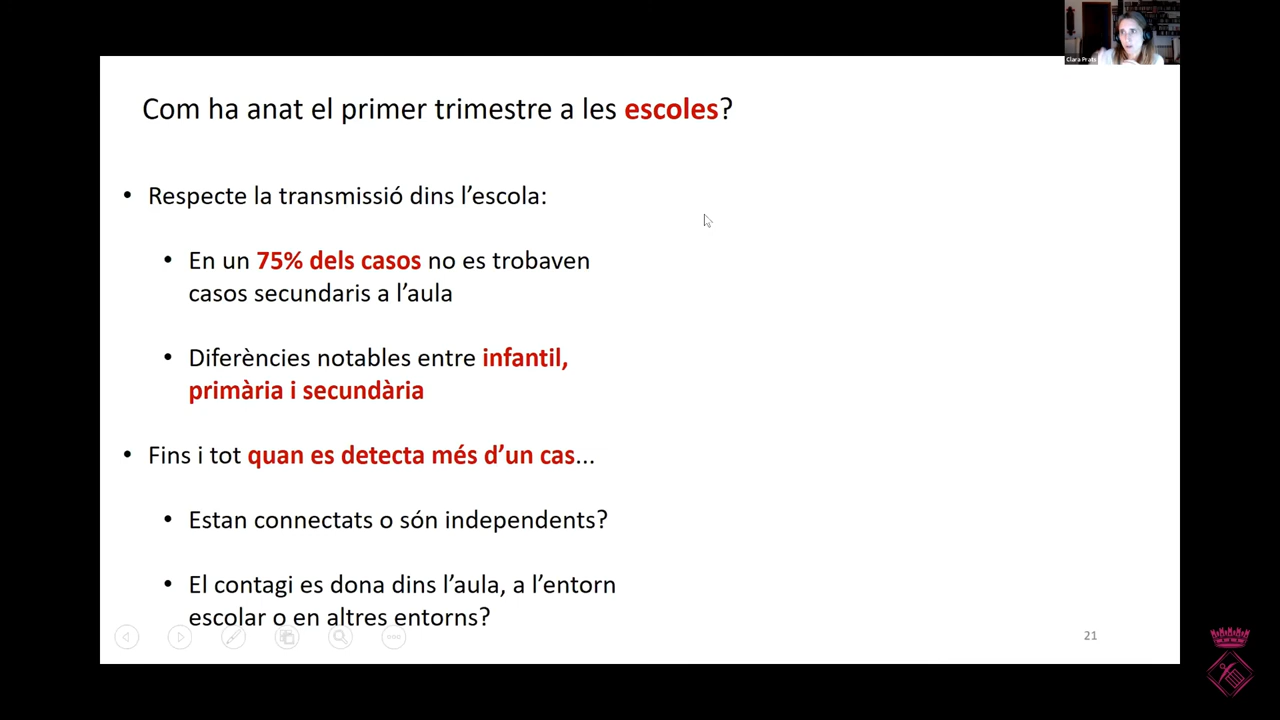 Clara Prats
Com ha anat el primer trimestre a les escoles?
• Respecte la transmissió dins l’escola:
• En un 75% dels casos no es trobaven
casos secundaris a l’aula
• Diferències notables entre infantil,
primària i secundària
• Fins i tot quan es detecta més d’un cas...
• Estan connectats o són independents?
• El contagi es dona dins l’aula, a l’entorn
escolar o en altres entorns?
21